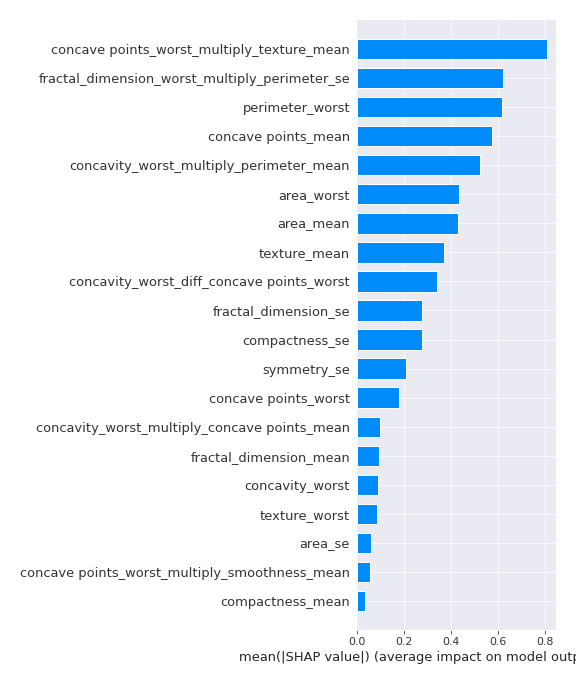 concave points_worst_multiply_texture_mean
fractal_dimension_worst_multiply_perimeter_se
perimeter_worst
concave points_mean
concavity_worst_multiply_perimeter_mean
area_worst
area_mean
texture_mean
concavity_worst_diff_concave points_worst
fractal_dimension_se
compactness_se
symmetry_se
concave points_worst
concavity_worst_multiply_concave points_mean
fractal_dimension_mean
concavity_worst
texture_worst
area_se
concave points_worst_multiply_smoothness_mean
compactness_mean
0.0 0.2 0.4 0.6 0.8
mean(|SHAP value|) (average impact on model outp